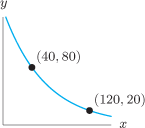 y
(40, 80)
(120, 20)
x